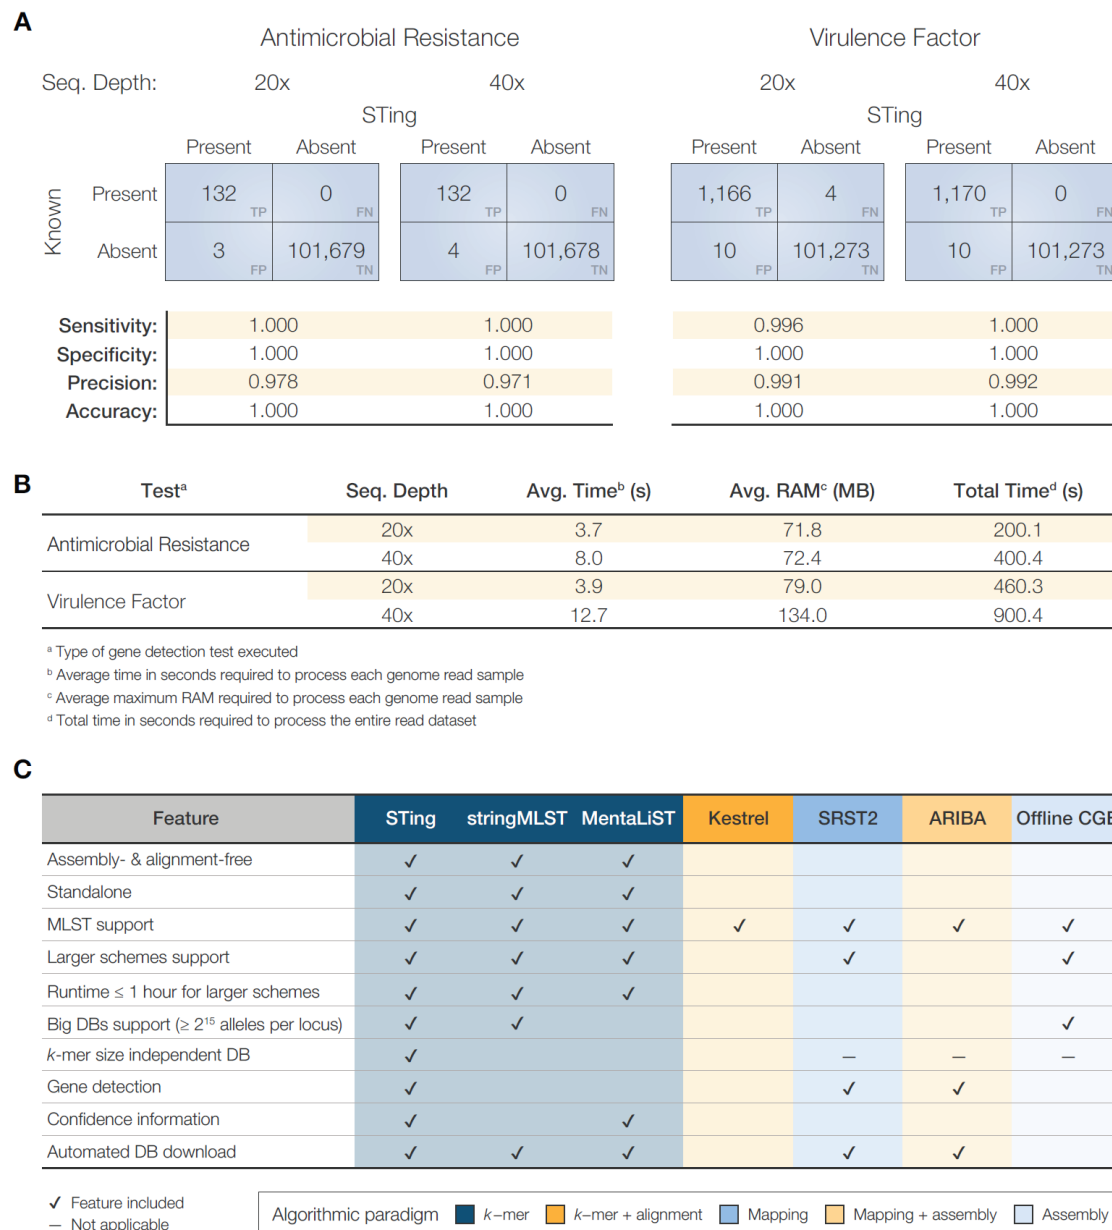 A
Antimicrobial Resistance Virulence Factor
Seq. Depth: 20x 40x 20x 40x
STing STing
Present Absent Present Absent Present Absent Present Absent
Known
Present 132 TP 0 FN 132 TP 0 FN 1,166 TP 4 FN 1,170 TP 0 FN
Absent 3 FP 101,679 TN 4 FP 101,678 TN 10 FP 101,273 TN 10 FP 101,273 TN
Sensitivity: 1.000 1.000 0.996 1.000
Specificity: 1.000 1.000 1.000 1.000
Precision: 0.978 0.971 0.991 0.992
Accuracy: 1.000 1.000 1.000 1.000
B
Testᵃ Seq. Depth Avg. Timeᵇ (s) Avg. RAMᶜ (MB) Total Timeᵈ (s)
Antimicrobial Resistance 20x 3.7 71.8 200.1
40x 8.0 72.4 400.4
Virulence Factor 20x 3.9 79.0 460.3
40x 12.7 134.0 900.4
ᵃ Type of gene detection test executed
ᵇ Average time in seconds required to process each genome read sample
ᶜ Average maximum RAM required to process each genome read sample
ᵈ Total time in seconds required to process the entire read dataset
C
Feature STing stringMLST MentaLiST Kestrel SRST2 ARIBA Offline CGE
Assembly- & alignment-free ✓ ✓ ✓
Standalone ✓ ✓ ✓
MLST support ✓ ✓ ✓ ✓ ✓ ✓ ✓
Larger schemes support ✓ ✓ ✓ ✓ ✓
Runtime ≤ 1 hour for larger schemes ✓ ✓ ✓
Big DBs support (≥ 2¹⁵ alleles per locus) ✓ ✓ ✓
k-mer size independent DB ✓ – – –
Gene detection ✓ ✓ ✓
Confidence information ✓ ✓
Automated DB download ✓ ✓ ✓ ✓ ✓
✓ Feature included
– Not applicable
Algorithmic paradigm k–mer k–mer + alignment Mapping Mapping + assembly Assembly